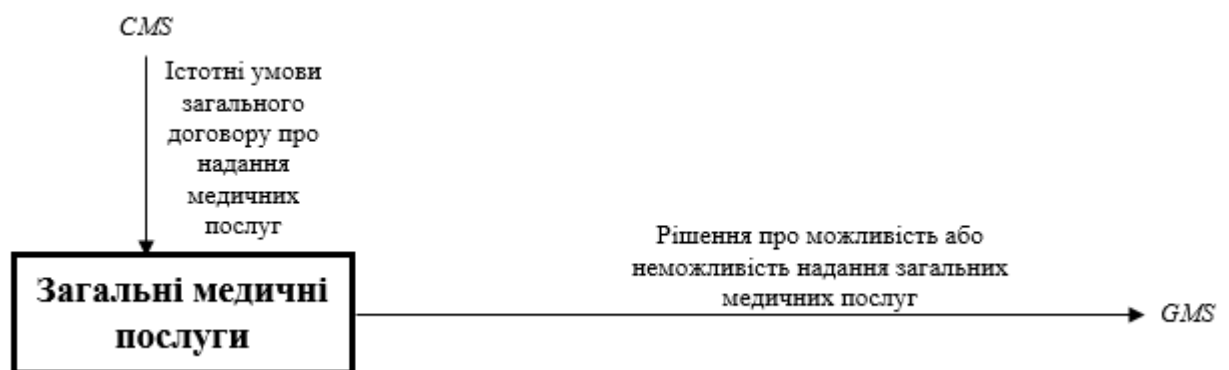 CMS
Істотні умови
загального
договору про
надання
медичних
послуг
Рішення про можливість або
неможливість надання загальних
медичних послуг
Загальні медичні
послуги
GMS